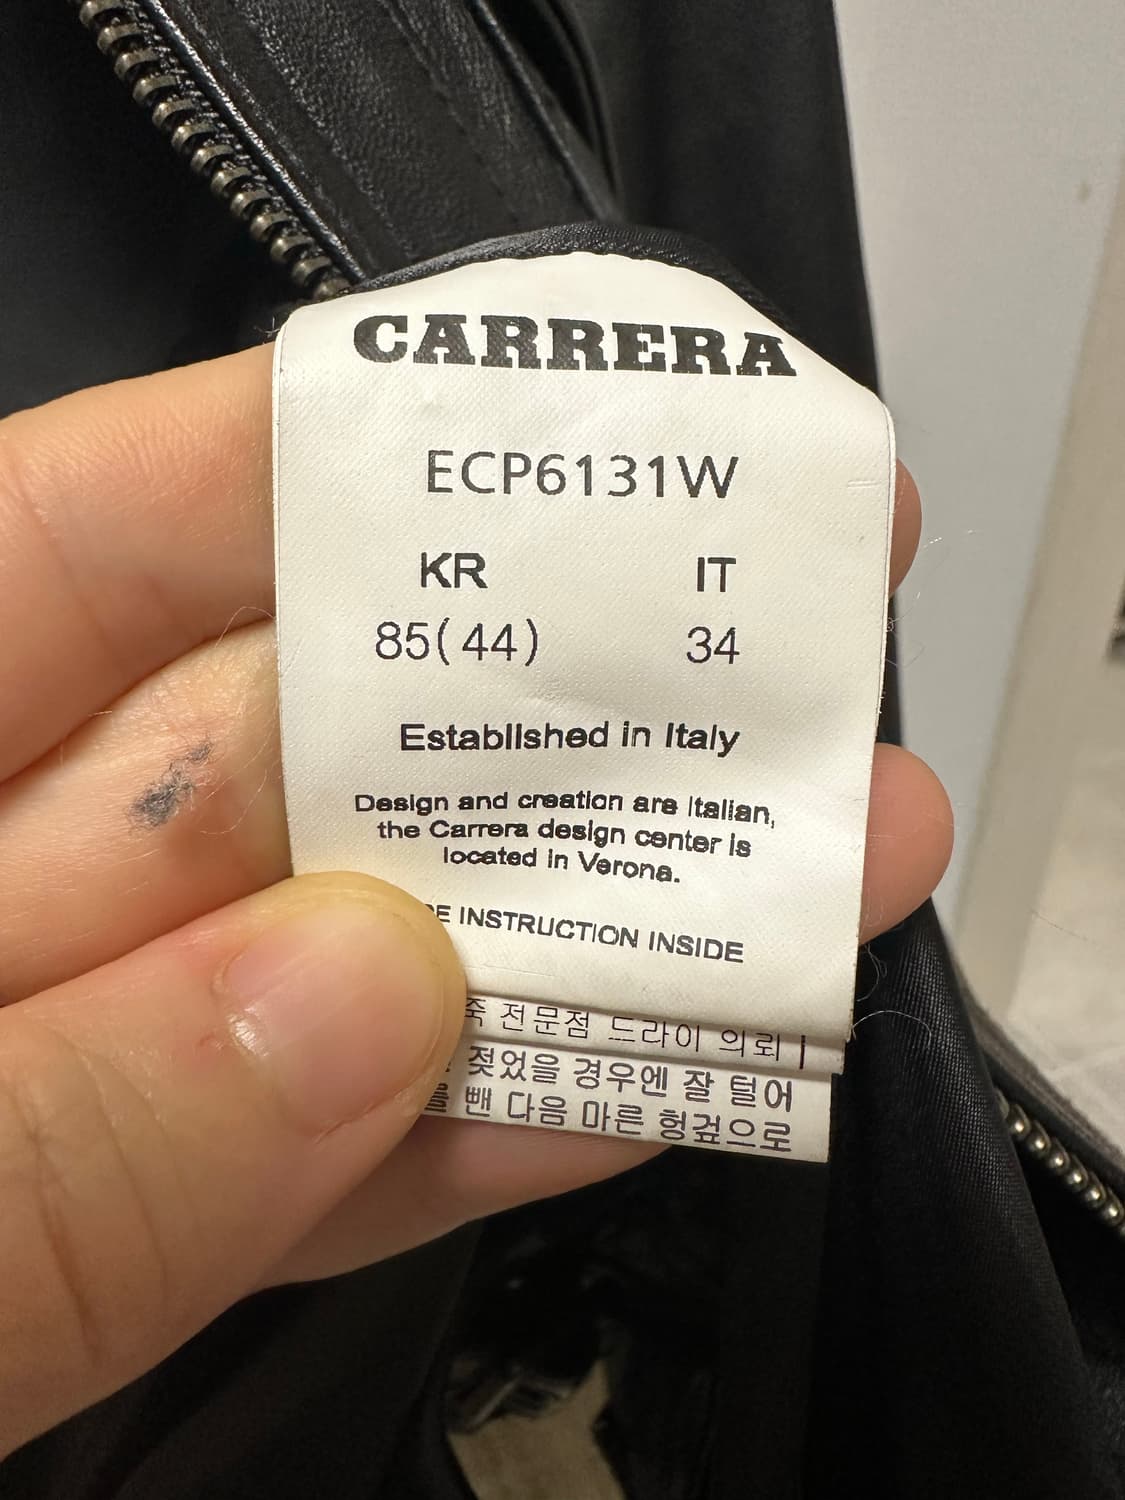 CARRERA
ECP6131W
KR IT
85(44) 34
Established in Italy
Design and creation are Italian,
the Carrera design center is
located in Verona.
INSTRUCTION INSIDE
전문점 드라이 의뢰
젖었을 경우엔 잘 털어
뺀 다음 마른 헝겊으로